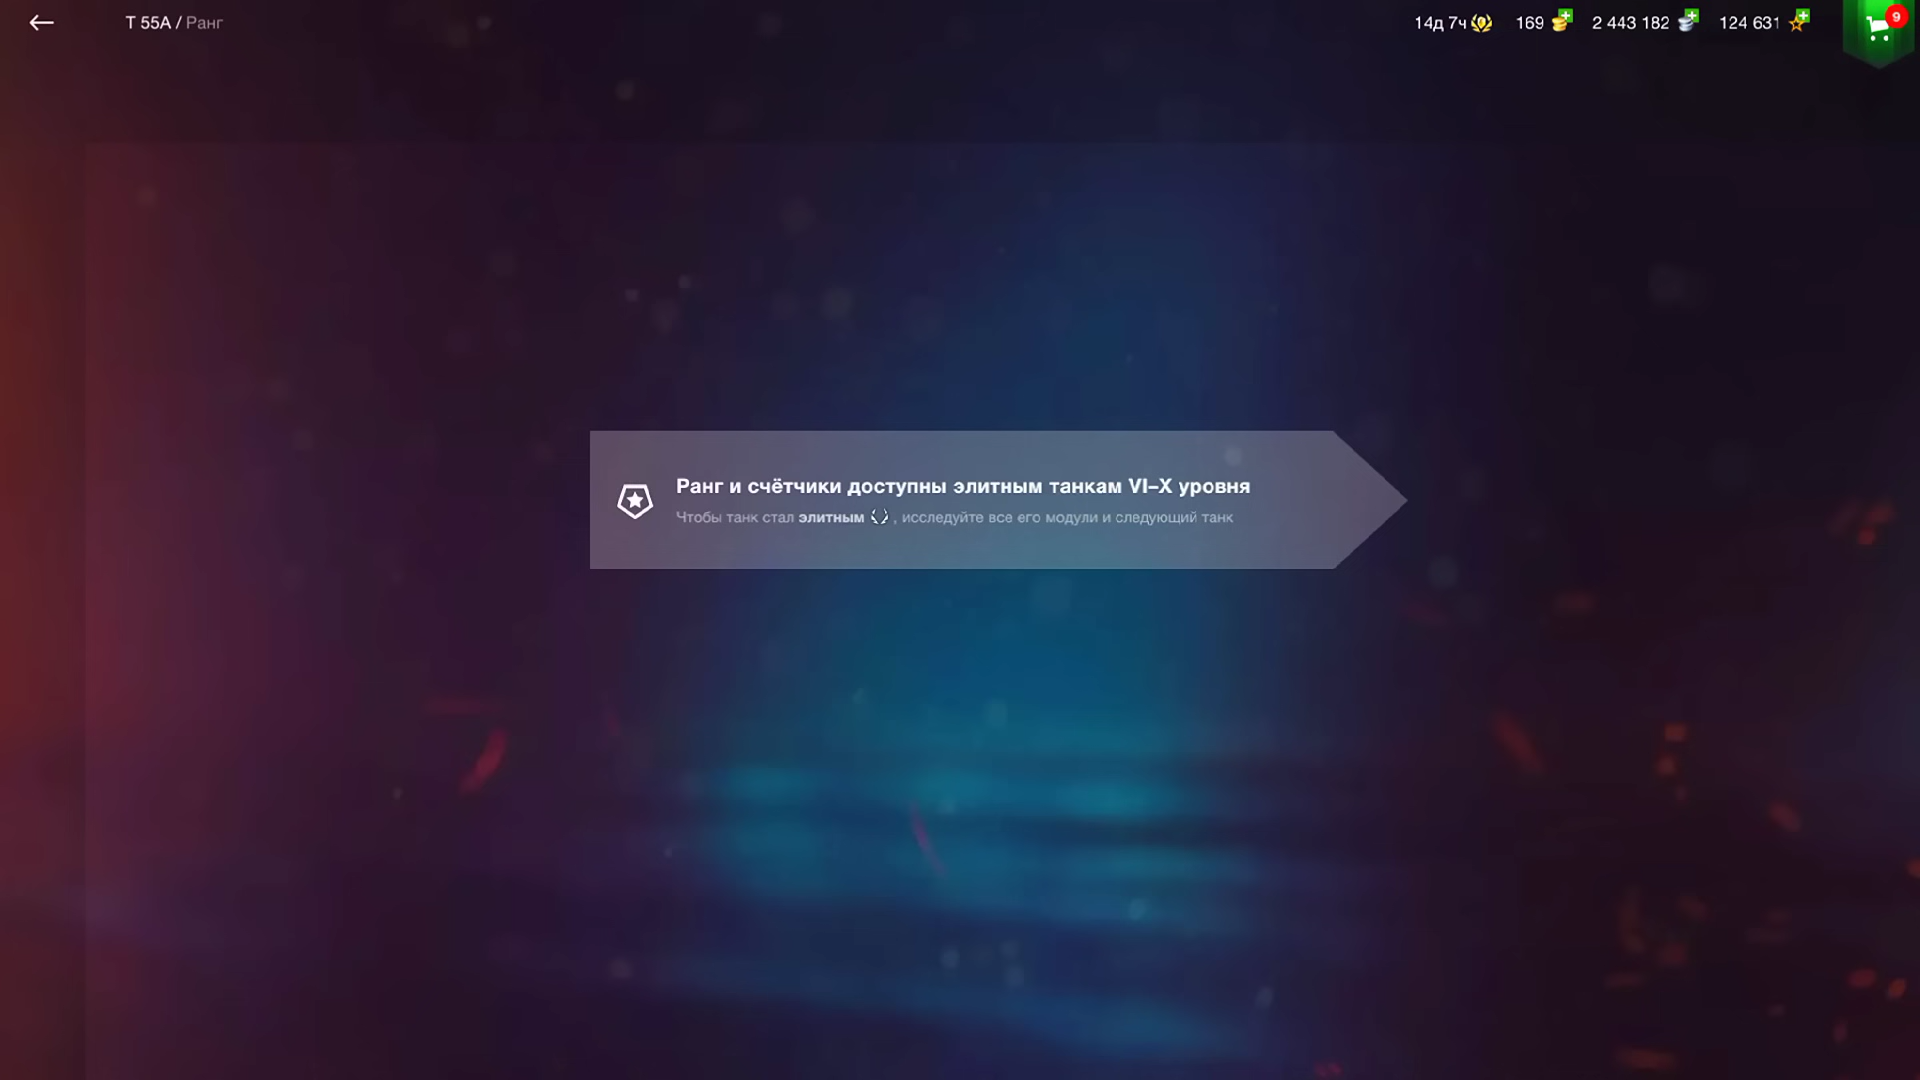 T 55A / Ранг
14д 7ч
169
2 443 182
124 631
9
Ранг и счётчики доступны элитным танкам VI–X уровня
Чтобы танк стал элитным , исследуйте все его модули и следующий танк